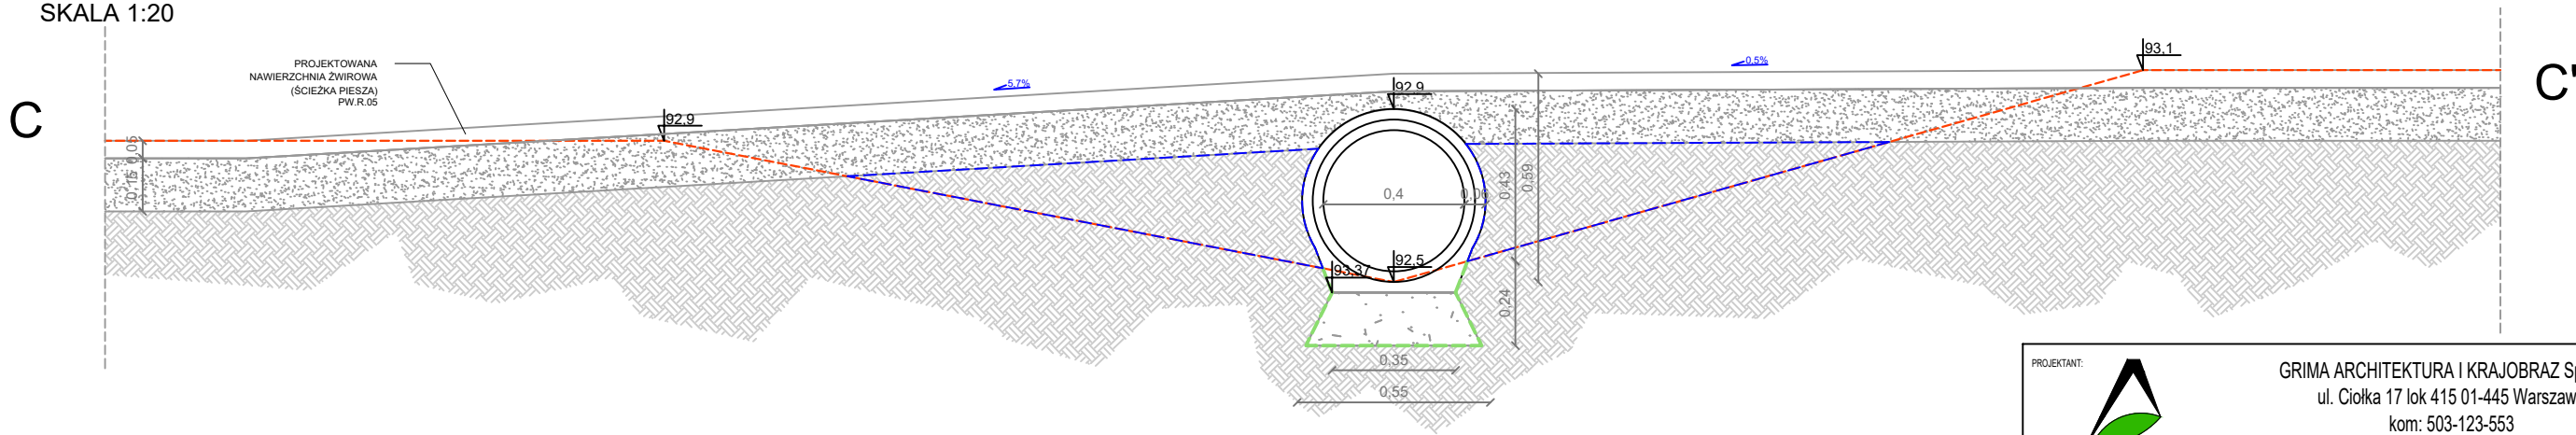 SKALA 1:20
C
C'
PROJEKTOWANA
NAWIERZCHNIA ŻWIROWA
(ŚCIEŻKA PIESZA)
PW.R.05
5,7%
0,5%
93,1
92,9
92,9
0,05
0,15
0,4
0,06
0,43
0,59
93,37
92,5
0,24
0,35
0,55
PROJEKTANT:
GRIMA ARCHITEKTURA I KRAJOBRAZ S
ul. Ciołka 17 lok 415 01-445 Warszaw
kom: 503-123-553